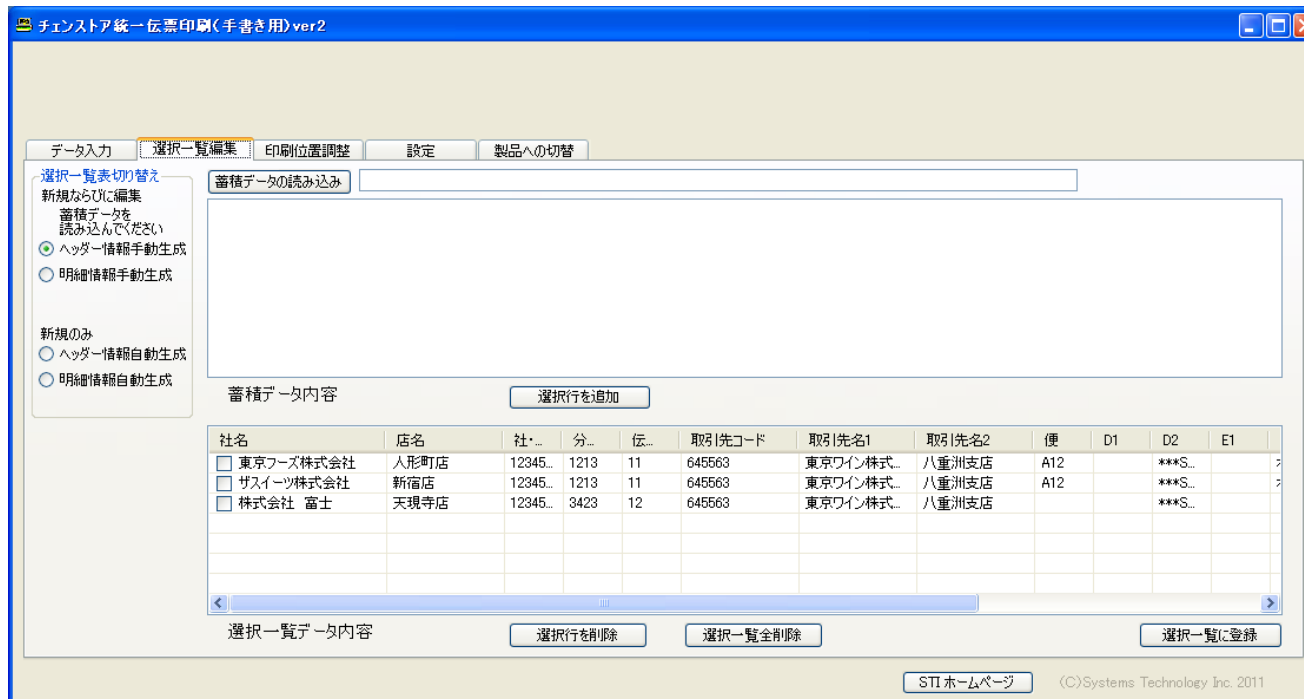 チェンストア統一伝票印刷(手書き用)ver2
データ入力 選択一覧編集 印刷位置調整 設定 製品への切替
選択一覧表切り替え
新規ならびに編集
蓄積データを
読み込んでください
ヘッダー情報手動生成
明細情報手動生成
新規のみ
ヘッダー情報自動生成
明細情報自動生成
蓄積データの読み込み
蓄積データ内容 選択行を追加
社名 店名 社・... 分... 伝... 取引先コード 取引先名1 取引先名2 便 D1 D2 E1
東京フーズ株式会社 人形町店 12345... 1213 11 645563 東京ワイン株式... 八重洲支店 A12 ***S...
ザスイーツ株式会社 新宿店 12345... 1213 11 645563 東京ワイン株式... 八重洲支店 A12 ***S...
株式会社 富士 天現寺店 12345... 3423 12 645563 東京ワイン株式... 八重洲支店 ***S...
選択一覧データ内容 選択行を削除 選択一覧全削除 選択一覧に登録
STI ホームページ (C)Systems Technology Inc. 2011